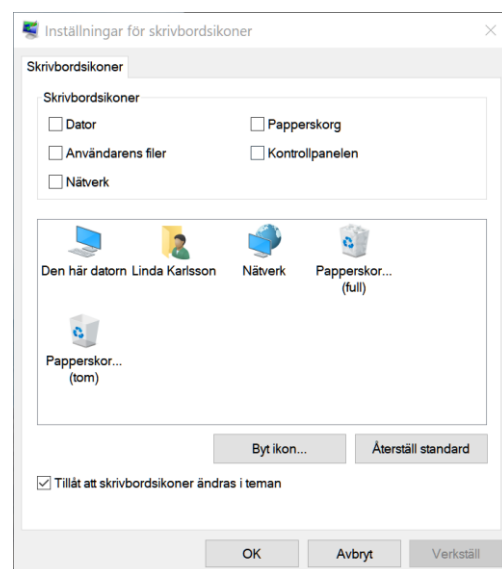 Inställningar för skrivbordsikoner
Skrivbordsikoner
Skrivbordsikoner
Dator
Papperskorg
Användarens filer
Kontrollpanelen
Nätverk
Den här datorn Linda Karlsson Nätverk Papperskor...
(full)
Papperskor...
(tom)
Byt ikon... Återställ standard
Tillåt att skrivbordsikoner ändras i teman
OK Avbryt Verkställ